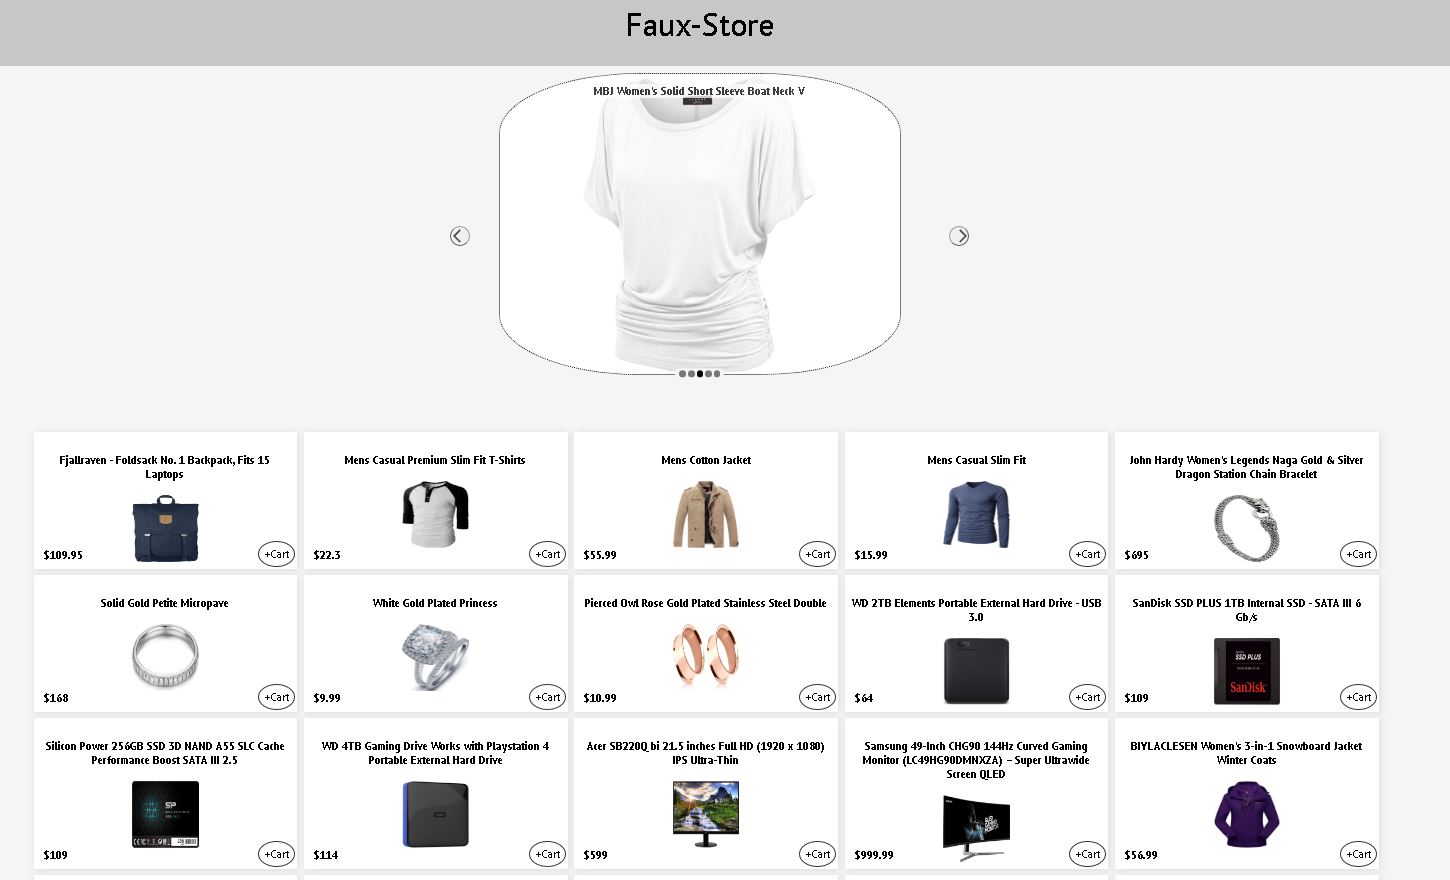 Faux-Store
MBJ Women's Solid Short Sleeve Boat Neck V
Fjallraven - Foldsack No. 1 Backpack, Fits 15
Laptops
$109.95
+Cart
Mens Casual Premium Slim Fit T-Shirts
$22.3
+Cart
Mens Cotton Jacket
$55.99
+Cart
Mens Casual Slim Fit
$15.99
+Cart
John Hardy Women's Legends Naga Gold & Silver
Dragon Station Chain Bracelet
$695
+Cart
Solid Gold Petite Micropave
$168
+Cart
White Gold Plated Princess
$9.99
+Cart
Pierced Owl Rose Gold Plated Stainless Steel Double
$10.99
+Cart
WD 2TB Elements Portable External Hard Drive - USB
3.0
$64
+Cart
SanDisk SSD PLUS 1TB Internal SSD - SATA III 6
Gb/s
SSD PLUS
SanDisk
$109
+Cart
Silicon Power 256GB SSD 3D NAND A55 SLC Cache
Performance Boost SATA III 2.5
SP
$109
+Cart
WD 4TB Gaming Drive Works with Playstation 4
Portable External Hard Drive
$114
+Cart
Acer SB220Q bi 21.5 inches Full HD (1920 x 1080)
IPS Ultra-Thin
$599
+Cart
Samsung 49-Inch CHG90 144Hz Curved Gaming
Monitor (LC49HG90DMNXZA) – Super Ultrawide
Screen QLED
$999.99
+Cart
BIYLACLESEN Women's 3-in-1 Snowboard Jacket
Winter Coats
$56.99
+Cart